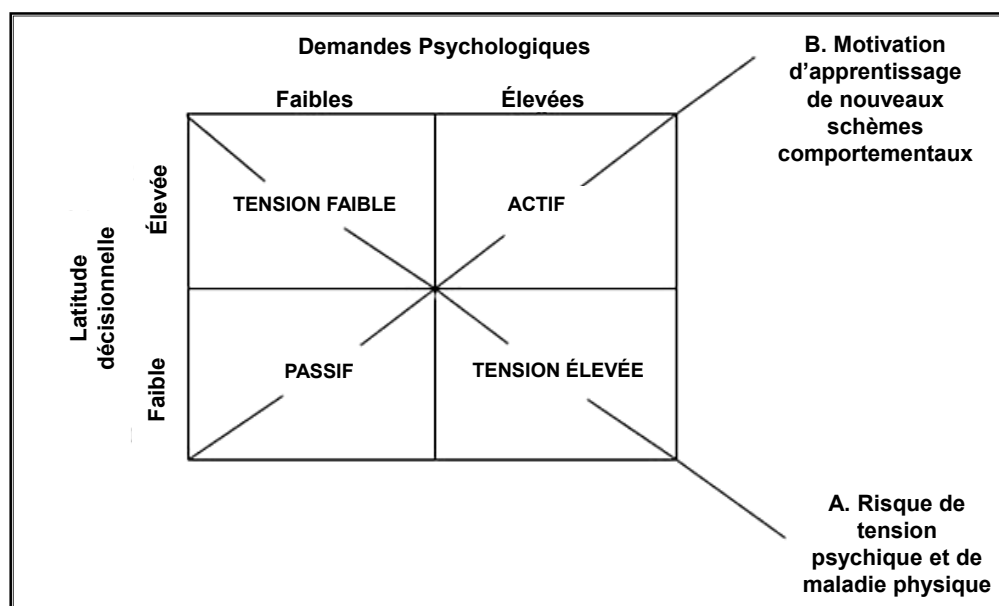 Demandes Psychologiques
Faibles
Élevées
B. Motivation
d’apprentissage
de nouveaux
schèmes
comportementaux
Latitude
décisionnelle
Élevée
Faible
TENSION FAIBLE
ACTIF
PASSIF
TENSION ÉLEVÉE
A. Risque de
tension
psychique et de
maladie physique